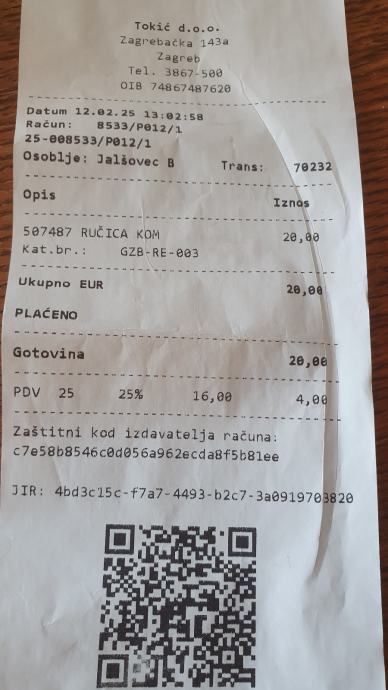 Tokić d.o.o.
Zagrebačka 143a
Zagreb
Tel. 3867-500
OIB 74867487620
Datum 12.02.25 13:02:58
Račun: 8533/P012/1
25-008533/P012/1
Osoblje: Jalšovec B Trans: 70232
Opis Iznos
507487 RUČICA KOM 20,00
Kat.br.: GZB-RE-003
Ukupno EUR 20,00
PLAĆENO
Gotovina 20,00
PDV 25 25% 16,00 4,00
Zaštitni kod izdavatelja računa:
c7e58b8546c0d056a962ecda8f5b81ee
JIR: 4bd3c15c-f7a7-4493-b2c7-3a0919703820